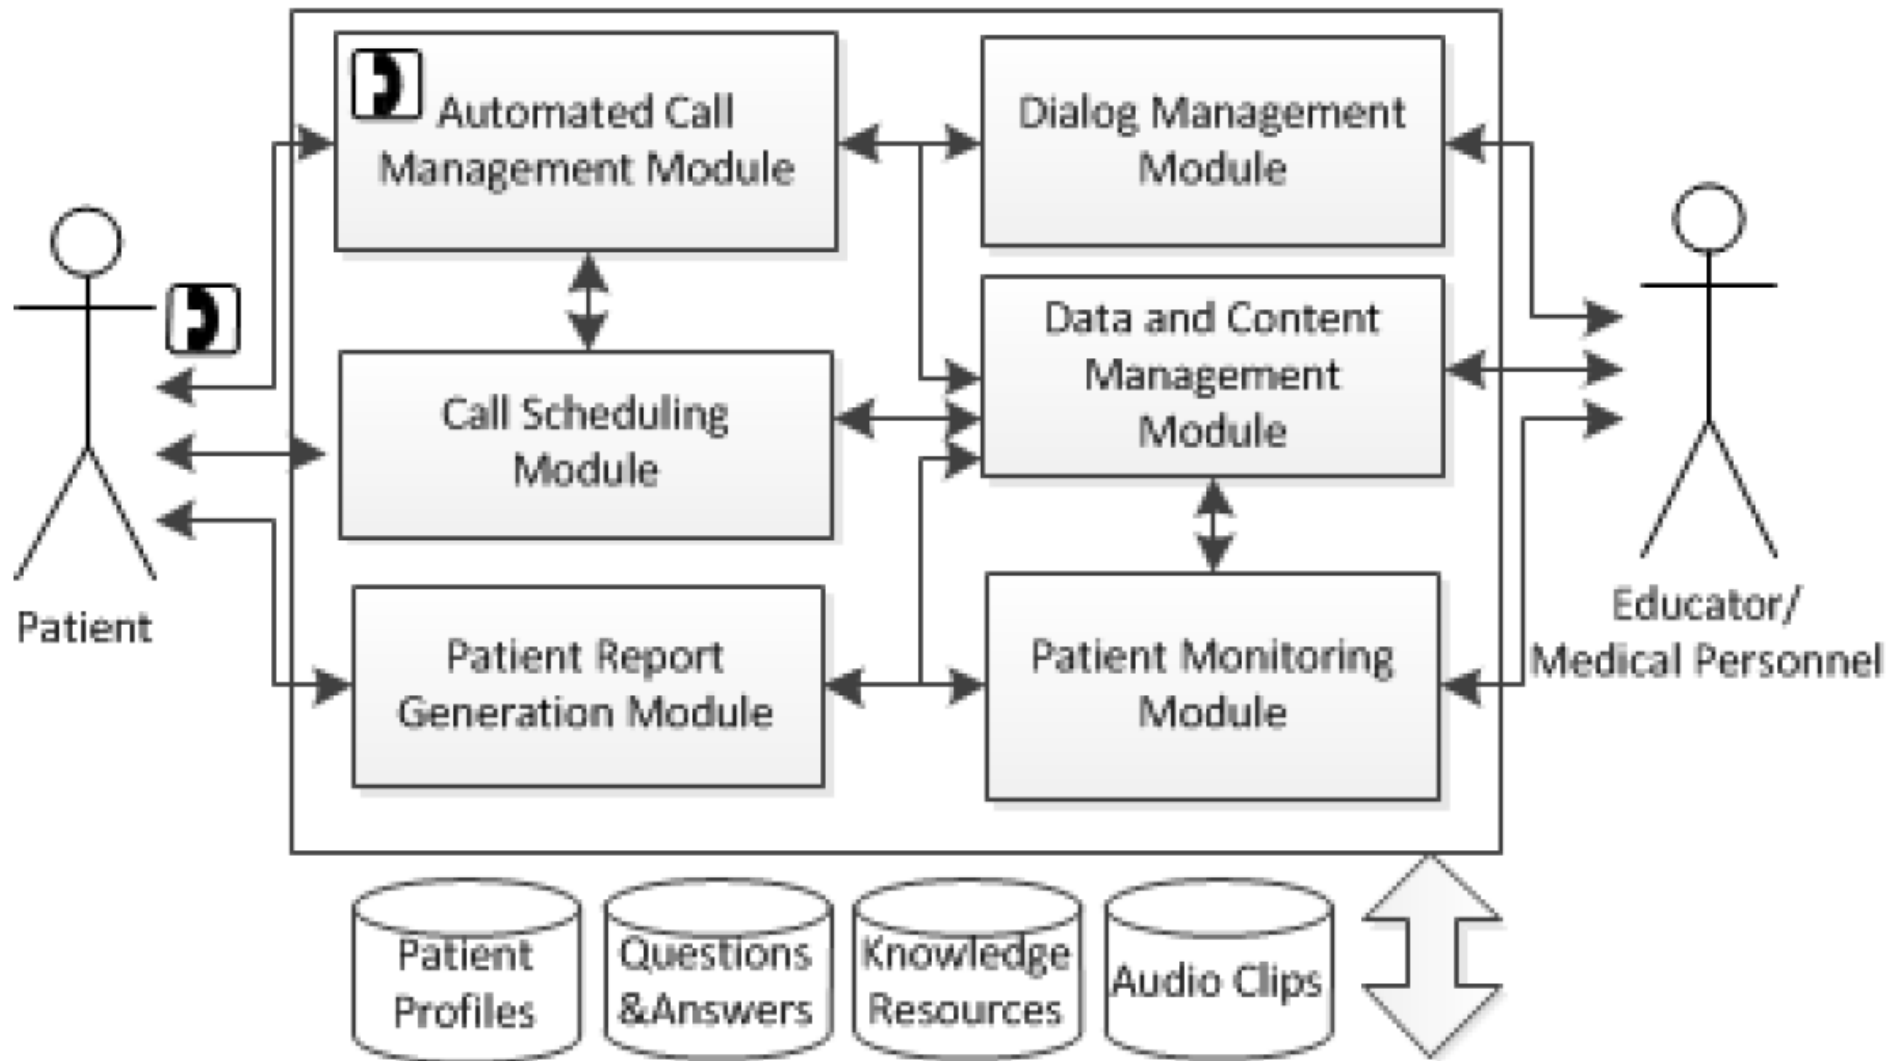 Automated Call
Management Module
Dialog Management
Module
Data and Content
Management
Module
Call Scheduling
Module
Patient
Educator/
Medical Personnel
Patient Report
Generation Module
Patient Monitoring
Module
Patient
Profiles
Questions
&Answers
Knowledge
Resources
Audio Clips